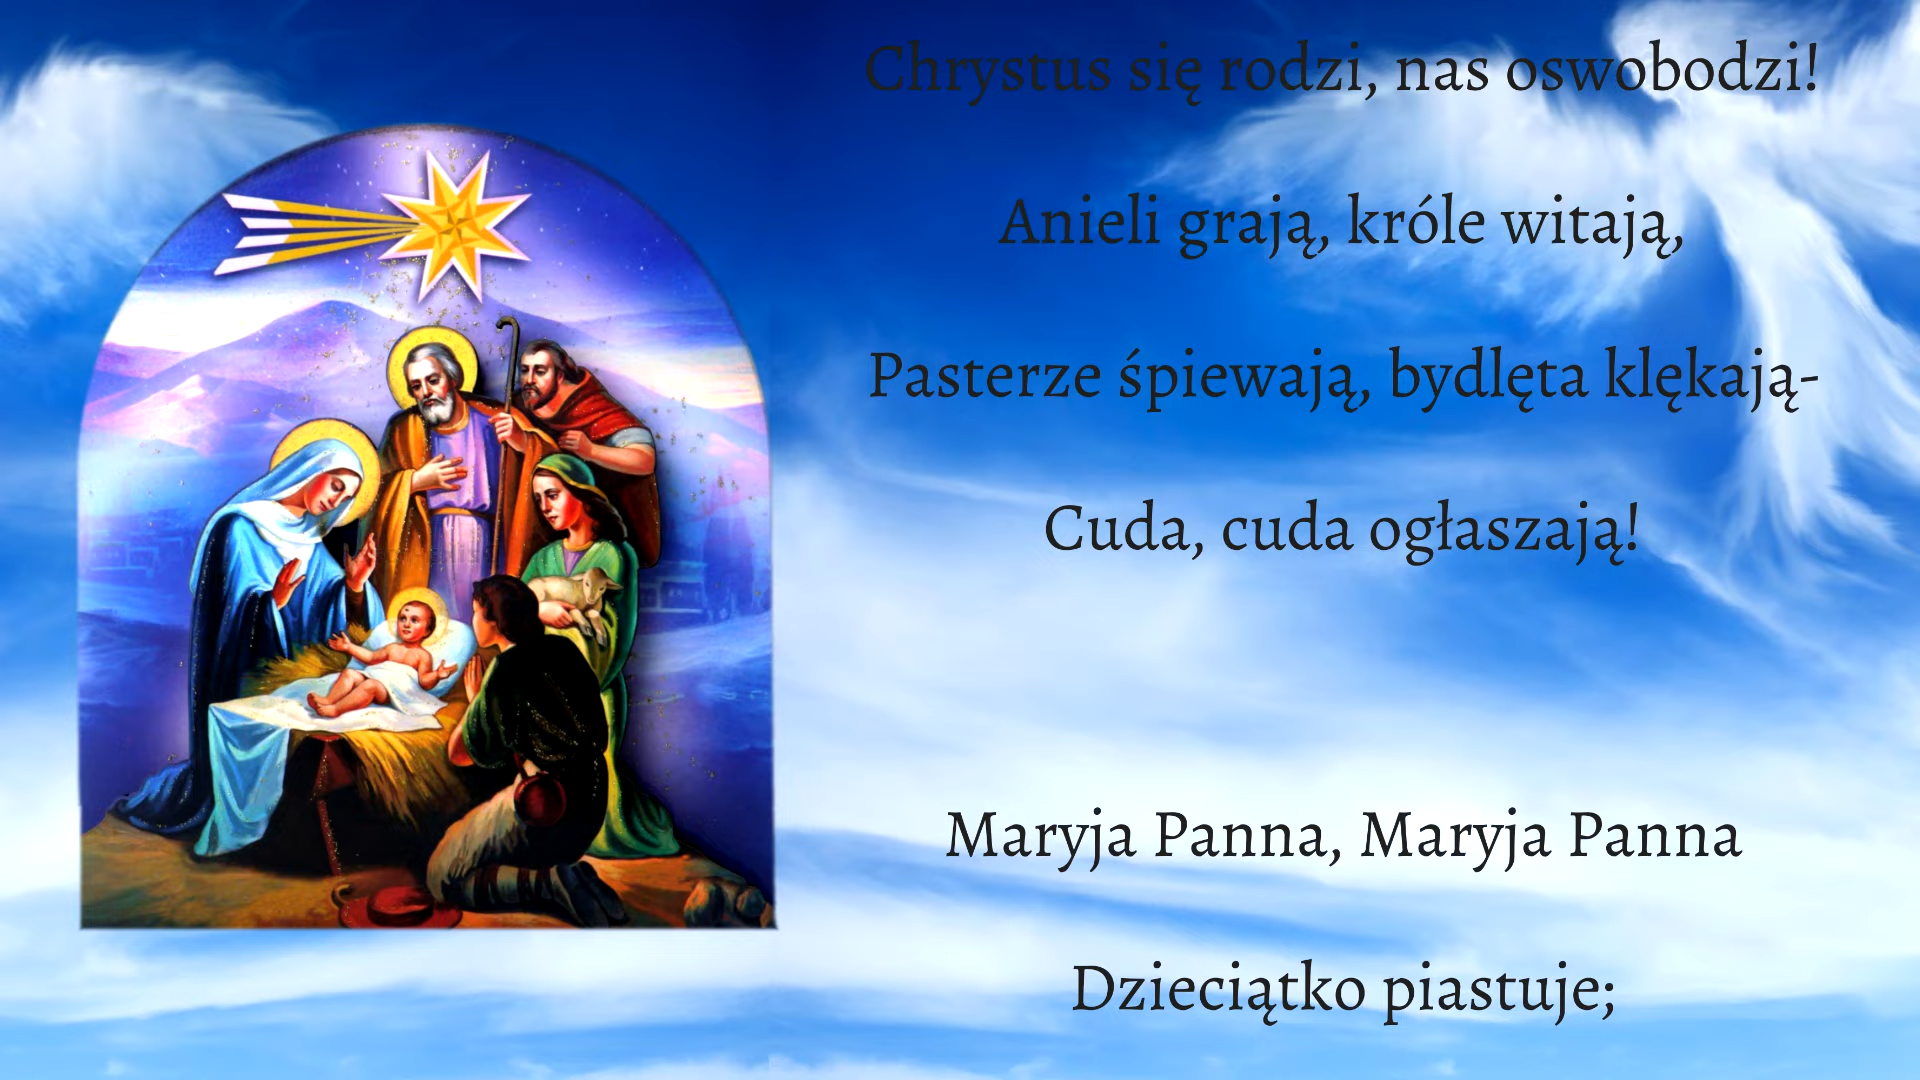 Chrystus się rodzi, nas oswobodzi!
Anieli grają, króle witają,
Pasterze śpiewają, bydlęta klękają-
Cuda, cuda ogłaszają!
Maryja Panna, Maryja Panna
Dzieciątko piastuje;